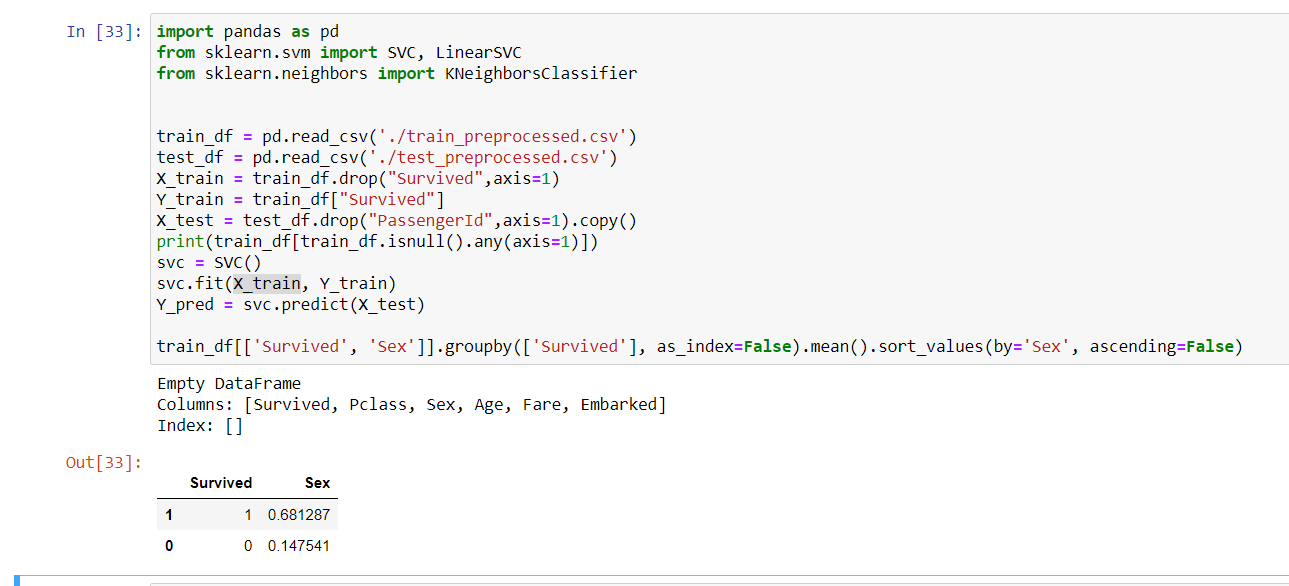 In [33]: import pandas as pd
from sklearn.svm import SVC, LinearSVC
from sklearn.neighbors import KNeighborsClassifier
train_df = pd.read_csv('./train_preprocessed.csv')
test_df = pd.read_csv('./test_preprocessed.csv')
X_train = train_df.drop("Survived",axis=1)
Y_train = train_df["Survived"]
X_test = test_df.drop("PassengerId",axis=1).copy()
print(train_df[train_df.isnull().any(axis=1)])
svc = SVC()
svc.fit(X_train, Y_train)
Y_pred = svc.predict(X_test)
train_df[['Survived', 'Sex']].groupby(['Survived'], as_index=False).mean().sort_values(by='Sex', ascending=False)
Empty DataFrame
Columns: [Survived, Pclass, Sex, Age, Fare, Embarked]
Index: []
Out[33]:
Survived Sex
1 1 0.681287
0 0 0.147541